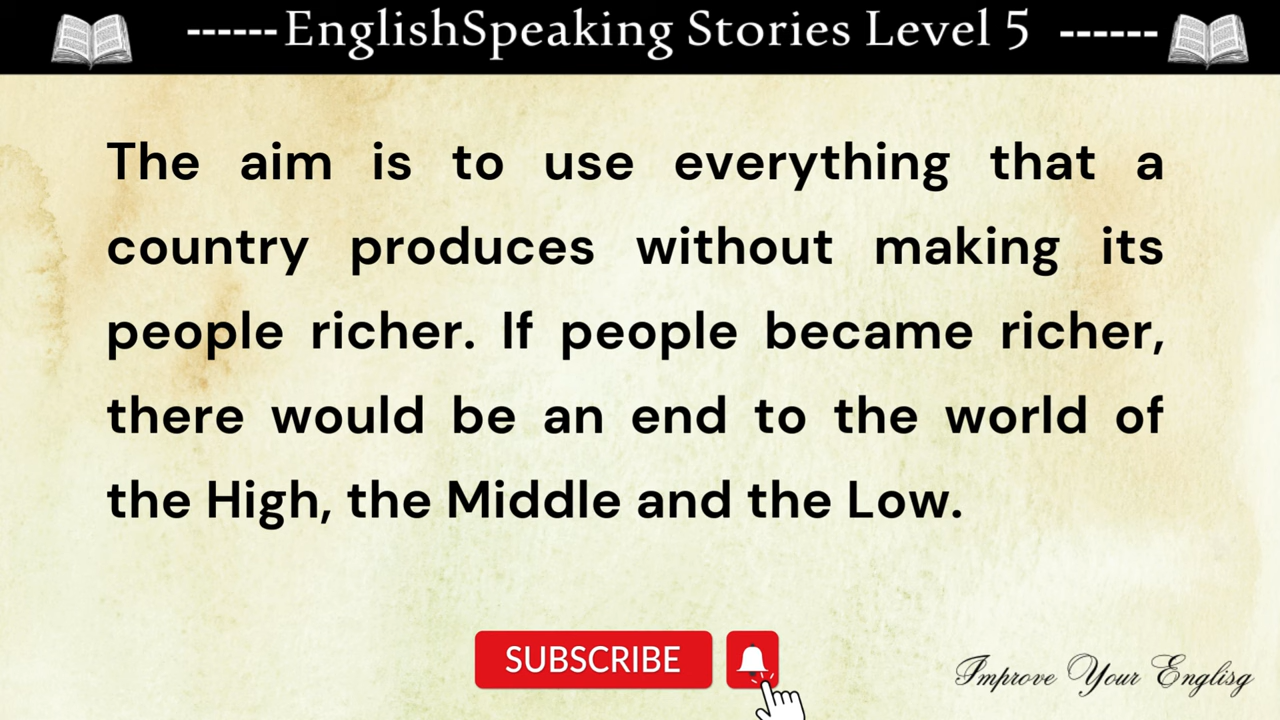 ------EnglishSpeaking Stories Level 5 ------
The aim is to use everything that a
country produces without making its
people richer. If people became richer,
there would be an end to the world of
the High, the Middle and the Low.
SUBSCRIBE
Improve Your Englisg